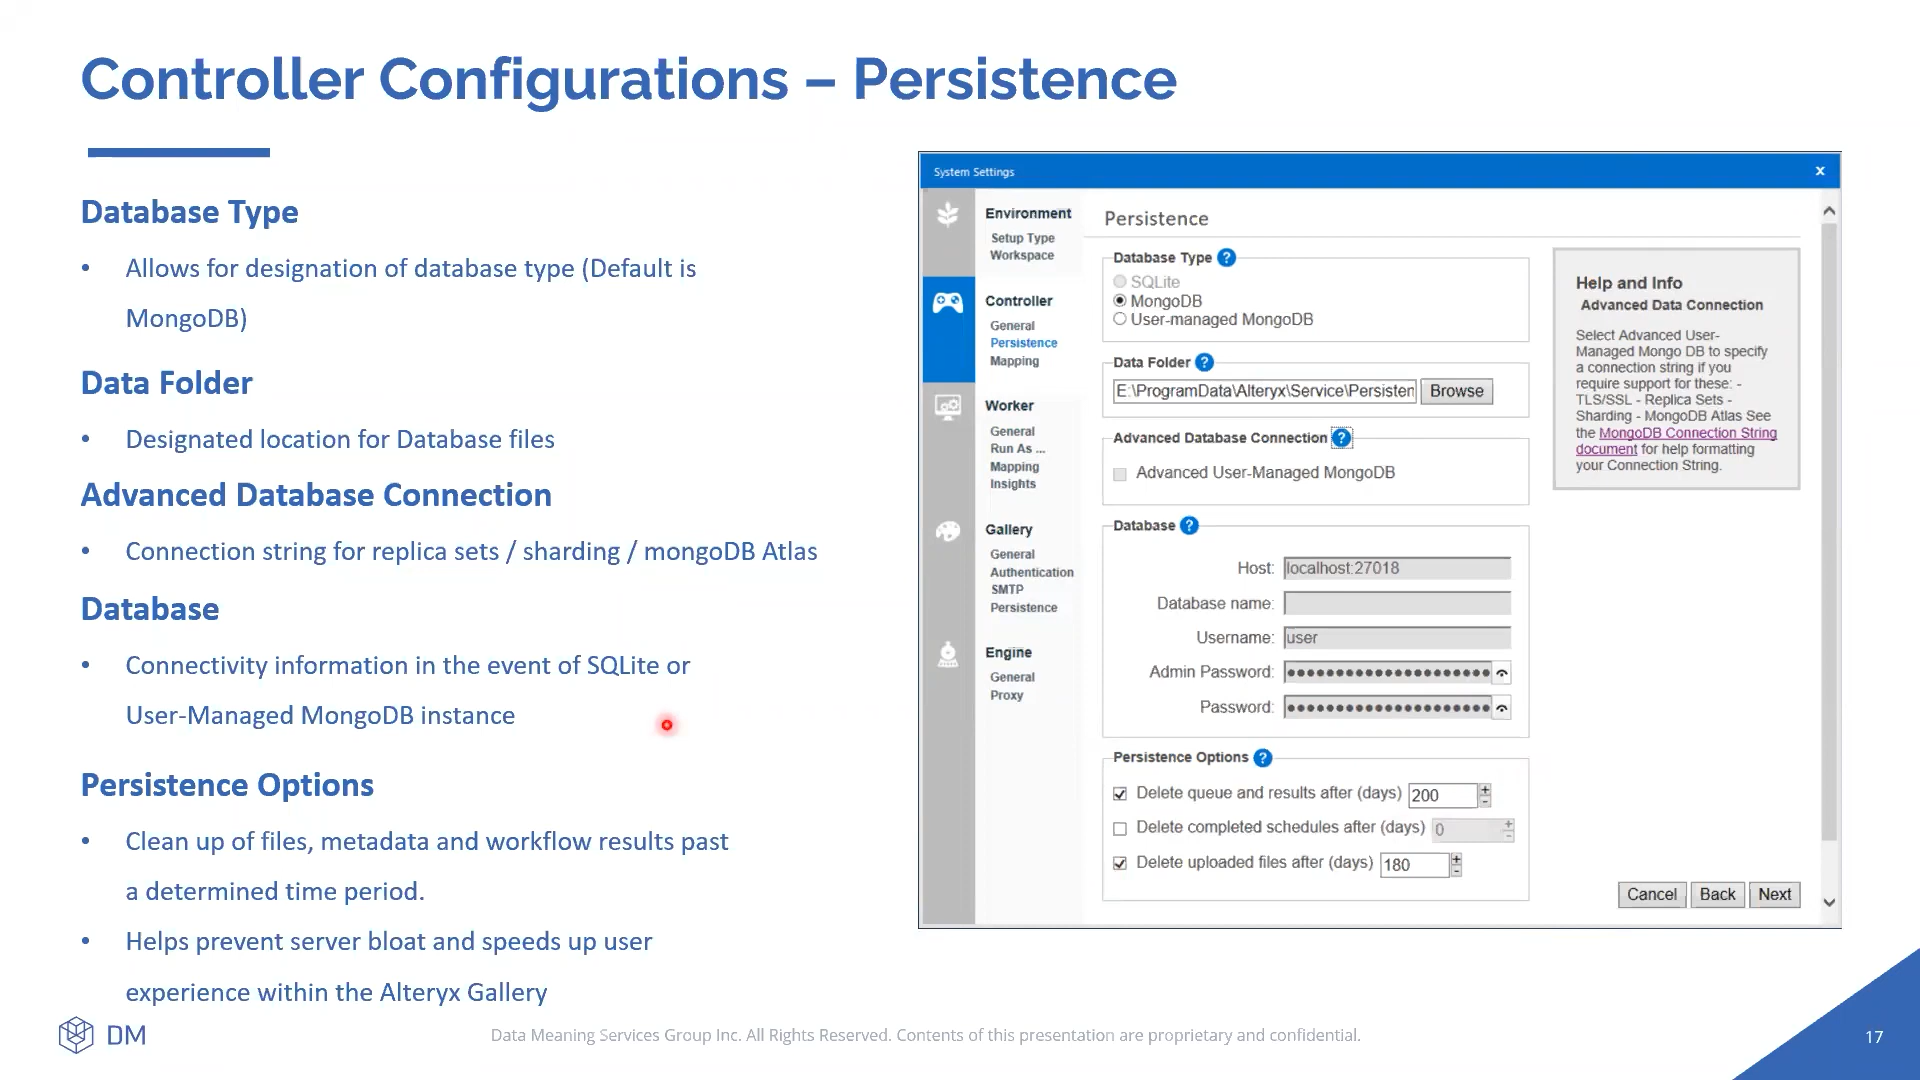 Controller Configurations – Persistence
Database Type
• Allows for designation of database type (Default is
MongoDB)
Data Folder
• Designated location for Database files
Advanced Database Connection
• Connection string for replica sets / sharding / mongoDB Atlas
Database
• Connectivity information in the event of SQLite or
User-Managed MongoDB instance
Persistence Options
• Clean up of files, metadata and workflow results past
a determined time period.
• Helps prevent server bloat and speeds up user
experience within the Alteryx Gallery
System Settings
x
Environment
Setup Type
Workspace
Controller
General
Persistence
Mapping
Worker
General
Run As ...
Mapping
Insights
Gallery
General
Authentication
SMTP
Persistence
Engine
General
Proxy
Persistence
Database Type ?
SQLite
MongoDB
User-managed MongoDB
Data Folder ?
E:\ProgramData\Alteryx\Service\Persisten Browse
Advanced Database Connection ?
Advanced User-Managed MongoDB
Database ?
Host: localhost:27018
Database name:
Username: user
Admin Password:
Password:
Persistence Options ?
Delete queue and results after (days) 200
Delete completed schedules after (days) 0
Delete uploaded files after (days) 180
Help and Info
Advanced Data Connection
Select Advanced User-
Managed Mongo DB to specify
a connection string if you
require support for these: -
TLS/SSL - Replica Sets -
Sharding - MongoDB Atlas See
the MongoDB Connection String
document for help formatting
your Connection String.
Cancel Back Next
DM
Data Meaning Services Group Inc. All Rights Reserved. Contents of this presentation are proprietary and confidential.
17